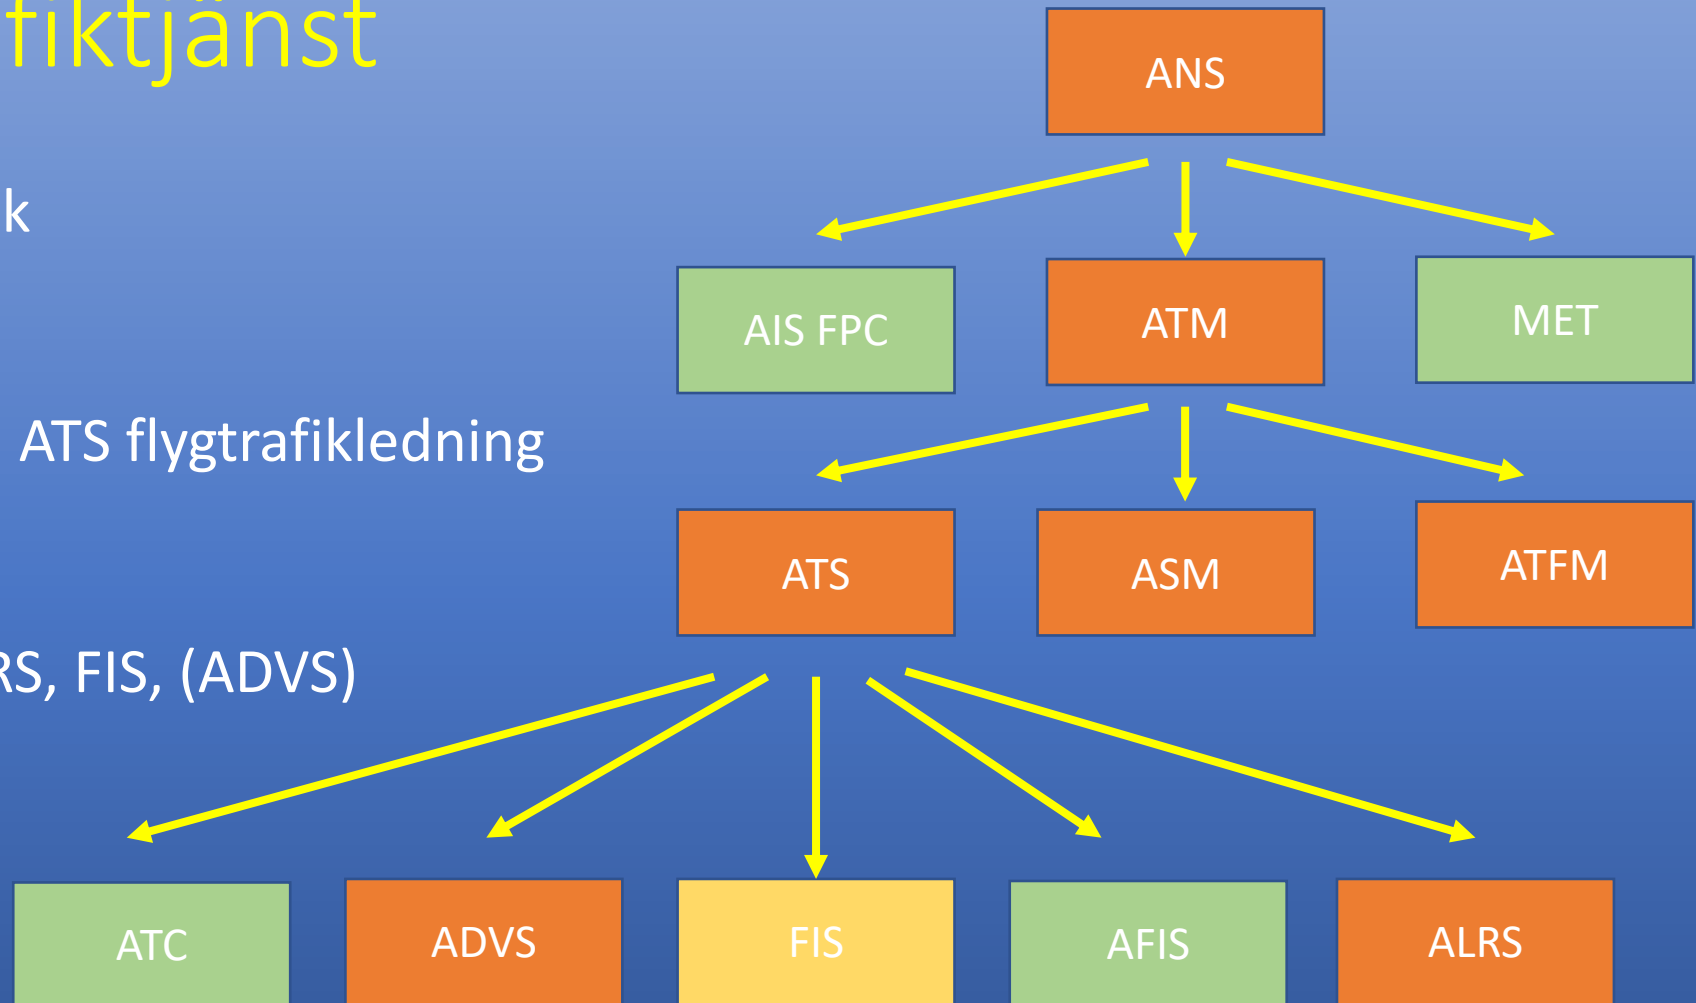 fiktjänst
k
ATS flygtrafikledning
RS, FIS, (ADVS)
ANS
AIS FPC
ATM
MET
ATS
ASM
ATFM
ATC
ADVS
FIS
AFIS
ALRS